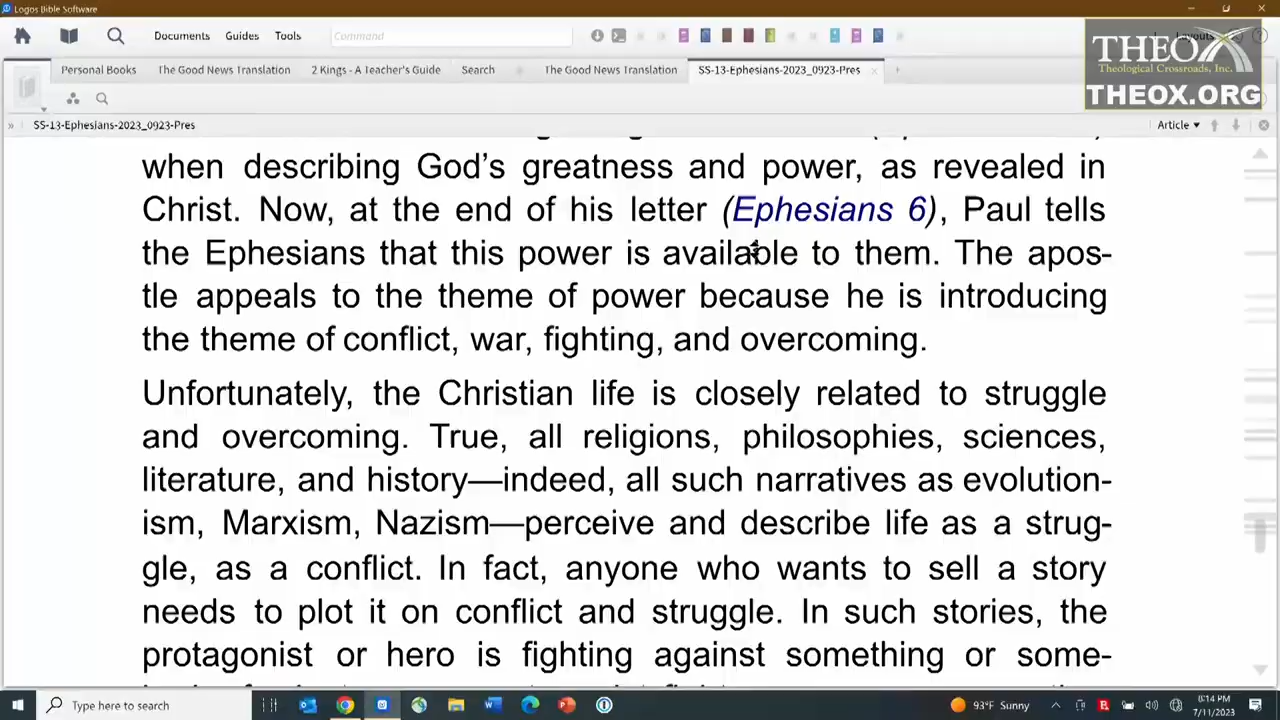 Logos Bible Software
Documents Guides Tools Command Layouts
THEOX
Theological Crossroads, Inc.
THEOX.ORG
Personal Books The Good News Translation 2 Kings - A Teacher's Gui The Good News Translation SS-13-Ephesians-2023_0923-Pres
SS-13-Ephesians-2023_0923-Pres Article
when describing God's greatness and power, as revealed in
Christ. Now, at the end of his letter (Ephesians 6), Paul tells
the Ephesians that this power is available to them. The apos-
tle appeals to the theme of power because he is introducing
the theme of conflict, war, fighting, and overcoming.
Unfortunately, the Christian life is closely related to struggle
and overcoming. True, all religions, philosophies, sciences,
literature, and history—indeed, all such narratives as evolution-
ism, Marxism, Nazism—perceive and describe life as a strug-
gle, as a conflict. In fact, anyone who wants to sell a story
needs to plot it on conflict and struggle. In such stories, the
protagonist or hero is fighting against something or some-
Type here to search 93°F Sunny 6:14 PM
7/11/2023